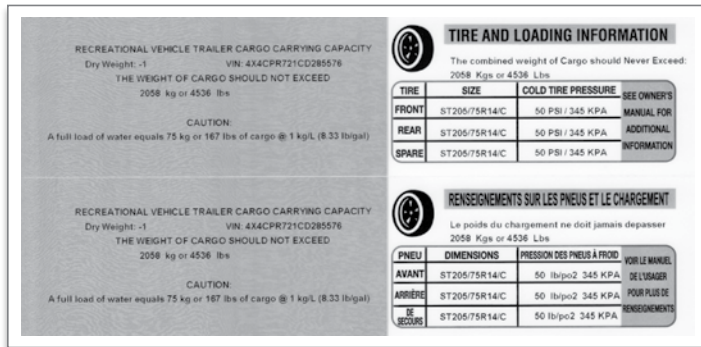 RECREATIONAL VEHICLE TRAILER CARGO CARRYING CAPACITY
Dry Weight: -1 VIN: 4X4CPR721CD285576
THE WEIGHT OF CARGO SHOULD NOT EXCEED
2058 kg or 4536 lbs
CAUTION:
A full load of water equals 75 kg or 167 lbs of cargo @ 1 kg/L (8.33 lb/gal)
TIRE AND LOADING INFORMATION
The combined weight of Cargo should Never Exceed:
2058 Kgs or 4536 Lbs
TIRE SIZE COLD TIRE PRESSURE
FRONT ST205/75R14/C 50 PSI / 345 KPA
REAR ST205/75R14/C 50 PSI / 345 KPA
SPARE ST205/75R14/C 50 PSI / 345 KPA
SEE OWNER'S
MANUAL FOR
ADDITIONAL
INFORMATION
RECREATIONAL VEHICLE TRAILER CARGO CARRYING CAPACITY
Dry Weight: -1 VIN: 4X4CPR721CD285576
THE WEIGHT OF CARGO SHOULD NOT EXCEED
2058 kg or 4536 lbs
CAUTION:
A full load of water equals 75 kg or 167 lbs of cargo @ 1 kg/L (8.33 lb/gal)
RENSEIGNEMENTS SUR LES PNEUS ET LE CHARGEMENT
Le poids du chargement ne doit jamais depasser
2058 Kgs or 4536 Lbs
PNEU DIMENSIONS PRESSION DES PNEUS À FROID
AVANT ST205/75R14/C 50 lb/po2 345 KPA
ARRIÈRE ST205/75R14/C 50 lb/po2 345 KPA
DE SECOURS ST205/75R14/C 50 lb/po2 345 KPA
VOIR LE MANUEL
DE L'USAGER
POUR PLUS DE
RENSEIGNEMENTS